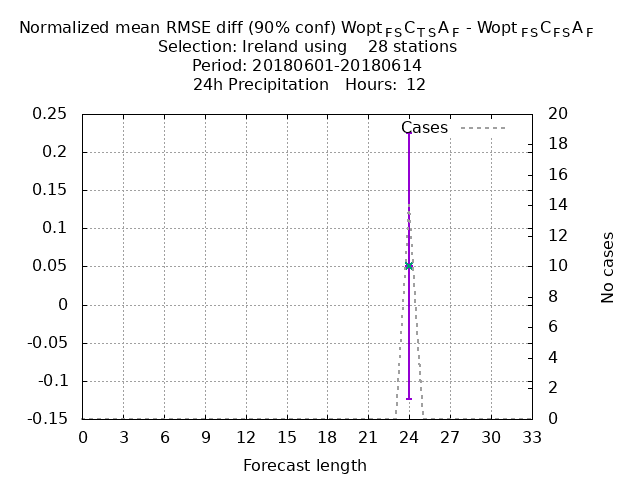 Normalized mean RMSE diff (90% conf) Wopt FS C TS A F - Wopt FS C FS A F
Selection: Ireland using 28 stations
Period: 20180601-20180614
24h Precipitation Hours: 12
Cases
0.25
0.2
0.15
0.1
0.05
0
-0.05
-0.1
-0.15
20
18
16
14
12
10
8
6
4
2
0
No cases
0 3 6 9 12 15 18 21 24 27 30 33
Forecast length